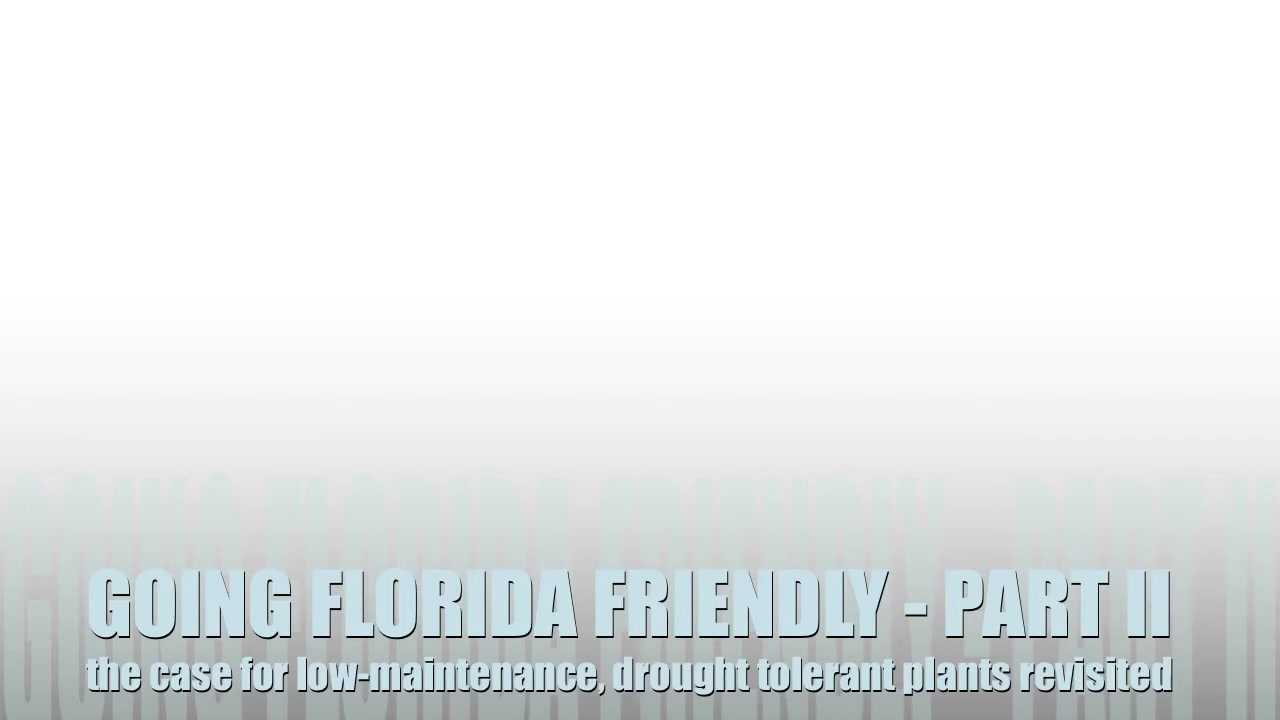 GOING FLORIDA FRIENDLY - PART II
the case for low-maintenance, drought tolerant plants revisited